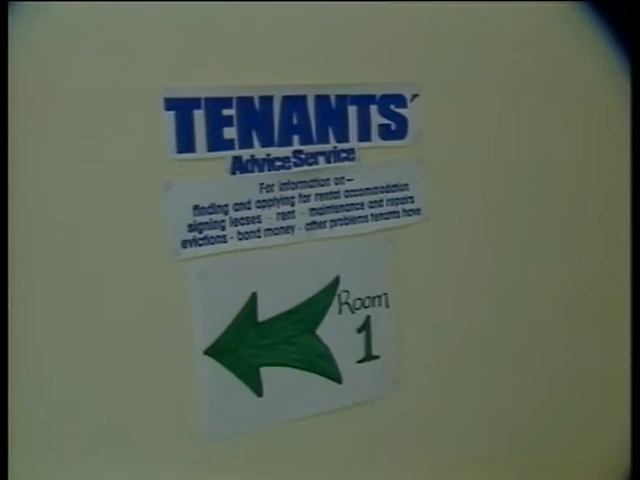 TENANTS'
Advice Service
For information on—
finding and applying for rental accommodation
signing leases - rent - maintenance and repairs
evictions - bond money - other problems tenants have
Room
1